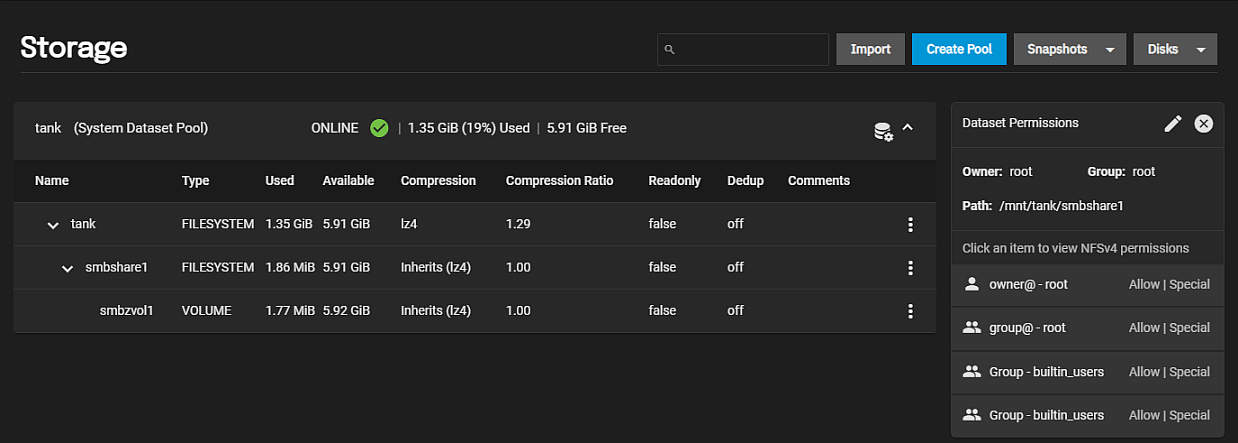 Storage
Import
Create Pool
Snapshots
Disks
tank (System Dataset Pool) ONLINE | 1.35 GiB (19%) Used | 5.91 GiB Free
Name Type Used Available Compression Compression Ratio Readonly Dedup Comments
tank FILESYSTEM 1.35 GiB 5.91 GiB lz4 1.29 false off
smbshare1 FILESYSTEM 1.86 MiB 5.91 GiB Inherits (lz4) 1.00 false off
smbzvol1 VOLUME 1.77 MiB 5.92 GiB Inherits (lz4) 1.00 false off
Dataset Permissions
Owner: root Group: root
Path: /mnt/tank/smbshare1
Click an item to view NFSv4 permissions
owner@ - root Allow | Special
group@ - root Allow | Special
Group - builtin_users Allow | Special
Group - builtin_users Allow | Special